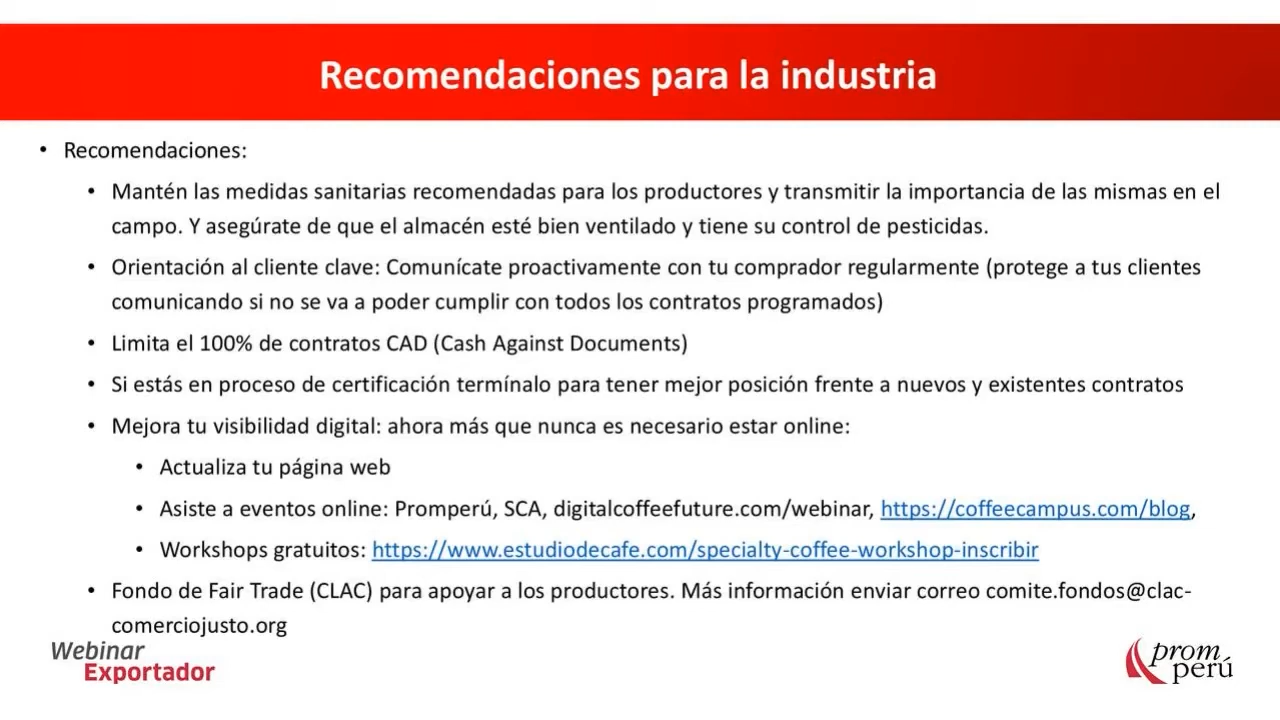 Recomendaciones para la industria
• Recomendaciones:
• Mantén las medidas sanitarias recomendadas para los productores y transmitir la importancia de las mismas en el
campo. Y asegúrate de que el almacén esté bien ventilado y tiene su control de pesticidas.
• Orientación al cliente clave: Comunícate proactivamente con tu comprador regularmente (protege a tus clientes
comunicando si no se va a poder cumplir con todos los contratos programados)
• Limita el 100% de contratos CAD (Cash Against Documents)
• Si estás en proceso de certificación termínalo para tener mejor posición frente a nuevos y existentes contratos
• Mejora tu visibilidad digital: ahora más que nunca es necesario estar online:
• Actualiza tu página web
• Asiste a eventos online: Promperú, SCA, digitalcoffeefuture.com/webinar, https://coffeecampus.com/blog,
• Workshops gratuitos: https://www.estudiodecafe.com/specialty-coffee-workshop-inscribir
• Fondo de Fair Trade (CLAC) para apoyar a los productores. Más información enviar correo comite.fondos@clac-
comerciojusto.org
Webinar
Exportador
prom
perú